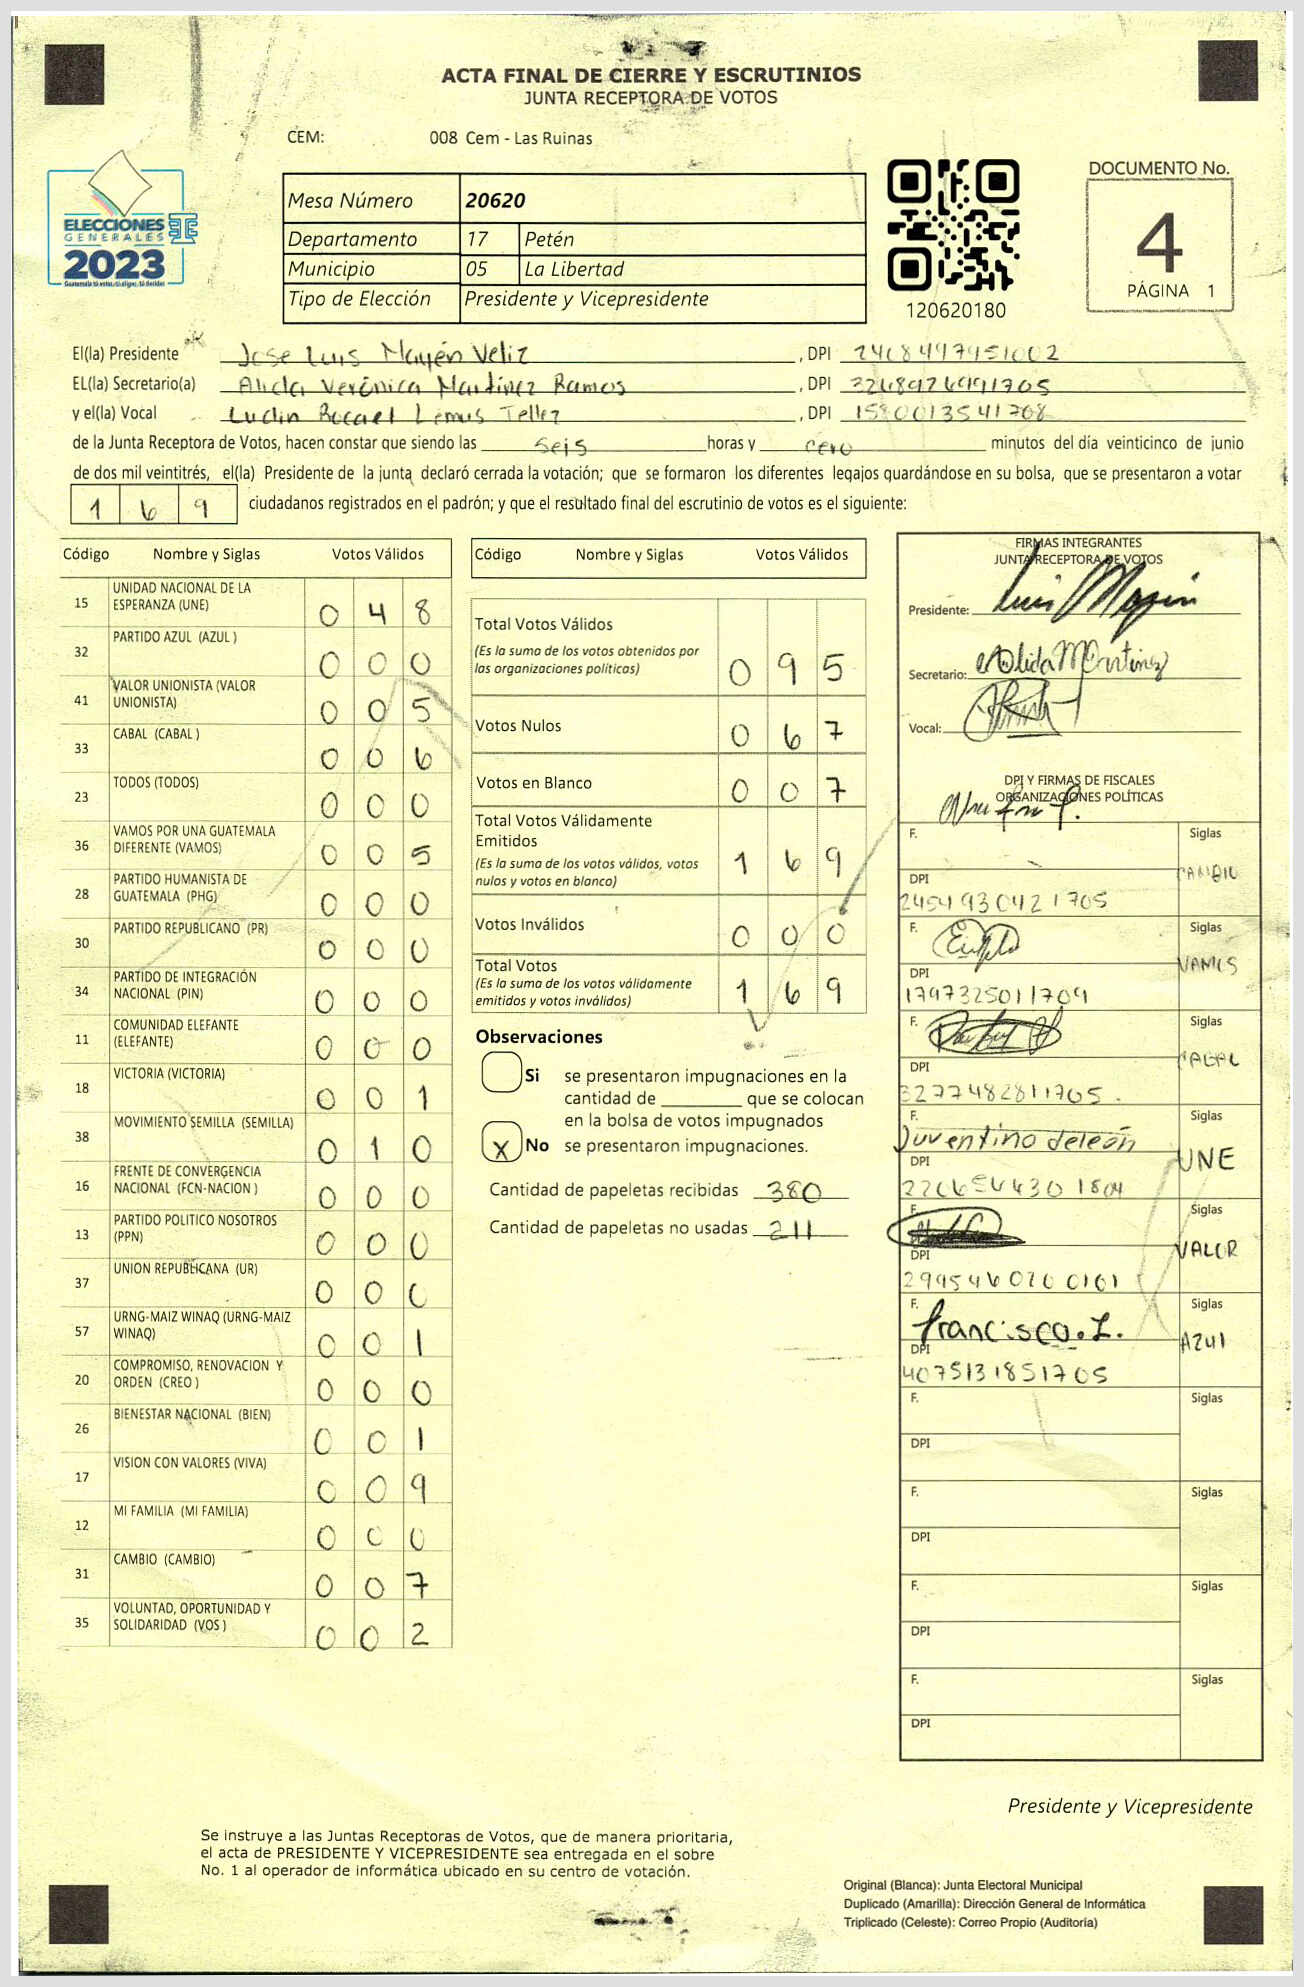 ACTA FINAL DE CIERRE Y ESCRUTINIOS
JUNTA RECEPTORA DE VOTOS
CEM: 008 Cem - Las Ruinas
ELECCIONES
GENERALES
2023
Guatemala tú votas, tú eliges, tú decides
Mesa Número 20620
Departamento 17 Petén
Municipio 05 La Libertad
Tipo de Elección Presidente y Vicepresidente
120620180
DOCUMENTO No.
4
PÁGINA 1
El(la) Presidente Jose Luis Mayén Veliz , DPI 2408497951002
EL(la) Secretario(a) Alida Verónica Martínez Ramos , DPI 3248926991705
y el(la) Vocal Ludin Rocael Lemus Tellez , DPI 1580013541708
de la Junta Receptora de Votos, hacen constar que siendo las seis horas y cero minutos del día veinticinco de junio
de dos mil veintitrés, el(la) Presidente de la junta declaró cerrada la votación; que se formaron los diferentes legajos guardándose en su bolsa, que se presentaron a votar
169 ciudadanos registrados en el padrón; y que el resultado final del escrutinio de votos es el siguiente:
Código Nombre y Siglas Votos Válidos
15 UNIDAD NACIONAL DE LA ESPERANZA (UNE) 0 4 8
32 PARTIDO AZUL (AZUL ) 0 0 0
41 VALOR UNIONISTA (VALOR UNIONISTA) 0 0 5
33 CABAL (CABAL ) 0 0 6
23 TODOS (TODOS) 0 0 0
36 VAMOS POR UNA GUATEMALA DIFERENTE (VAMOS) 0 0 5
28 PARTIDO HUMANISTA DE GUATEMALA (PHG) 0 0 0
30 PARTIDO REPUBLICANO (PR) 0 0 0
34 PARTIDO DE INTEGRACIÓN NACIONAL (PIN) 0 0 0
11 COMUNIDAD ELEFANTE (ELEFANTE) 0 0 0
18 VICTORIA (VICTORIA) 0 0 1
38 MOVIMIENTO SEMILLA (SEMILLA) 0 1 0
16 FRENTE DE CONVERGENCIA NACIONAL (FCN-NACION ) 0 0 0
13 PARTIDO POLITICO NOSOTROS (PPN) 0 0 0
37 UNION REPUBLICANA (UR) 0 0 0
57 URNG-MAIZ WINAQ (URNG-MAIZ WINAQ) 0 0 1
20 COMPROMISO, RENOVACION Y ORDEN (CREO ) 0 0 0
26 BIENESTAR NACIONAL (BIEN) 0 0 1
17 VISION CON VALORES (VIVA) 0 0 9
12 MI FAMILIA (MI FAMILIA) 0 0 0
31 CAMBIO (CAMBIO) 0 0 7
35 VOLUNTAD, OPORTUNIDAD Y SOLIDARIDAD (VOS ) 0 0 2
Código Nombre y Siglas Votos Válidos
Total Votos Válidos 0 9 5
(Es la suma de los votos obtenidos por
las organizaciones políticas)
Votos Nulos 0 6 7
Votos en Blanco 0 0 7
Total Votos Válidamente
Emitidos 1 6 9
(Es la suma de los votos válidos, votos
nulos y votos en blanco)
Votos Inválidos 0 0 0
Total Votos 1 6 9
(Es la suma de los votos válidamente
emitidos y votos inválidos)
Observaciones
Si se presentaron impugnaciones en la
cantidad de ________ que se colocan
en la bolsa de votos impugnados
X No se presentaron impugnaciones.
Cantidad de papeletas recibidas 380
Cantidad de papeletas no usadas 211
FIRMAS INTEGRANTES
JUNTA RECEPTORA DE VOTOS
Presidente: Luis Mayén
Secretario: Alida Martinez
Vocal:
DPI Y FIRMAS DE FISCALES
ORGANIZACIONES POLÍTICAS
F. Siglas CAMBIO
DPI
2454930421705
F. Siglas VAMOS
DPI
1797325011709
F. Siglas CABAL
DPI
3277482811705
F. Juventino deleón Siglas UNE
DPI
2206546301804
F. Siglas VALOR
DPI
2995460200101
F. Francisco. L. Siglas AZUL
DPI
4075131851705
F. Siglas
DPI
F. Siglas
DPI
F. Siglas
DPI
F. Siglas
DPI
Presidente y Vicepresidente
Se instruye a las Juntas Receptoras de Votos, que de manera prioritaria,
el acta de PRESIDENTE Y VICEPRESIDENTE sea entregada en el sobre
No. 1 al operador de informática ubicado en su centro de votación.
Original (Blanca): Junta Electoral Municipal
Duplicado (Amarilla): Dirección General de Informática
Triplicado (Celeste): Correo Propio (Auditoría)